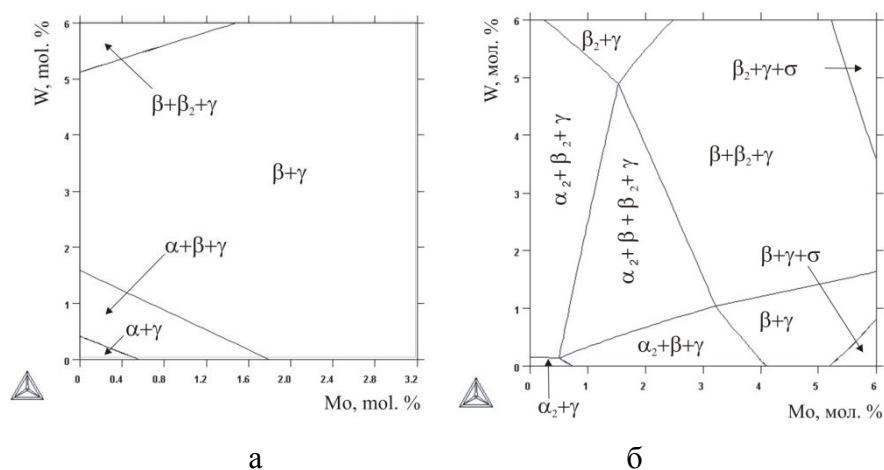 W, mol. %
6
5
4
3
2
1
0
β+β₂+γ
β+γ
α+β+γ
α+γ
0
0.4
0.8
1.2
1.6
2.0
2.4
2.8
3.2
Mo, mol. %
а
W, мол. %
6
5
4
3
2
1
0
β₂+γ
β₂+γ+σ
α₂+β₂+γ
α₂+β+β₂+γ
β+β₂+γ
β+γ+σ
β+γ
α₂+β+γ
α₂+γ
0
1
2
3
4
5
6
Mo, мол. %
б